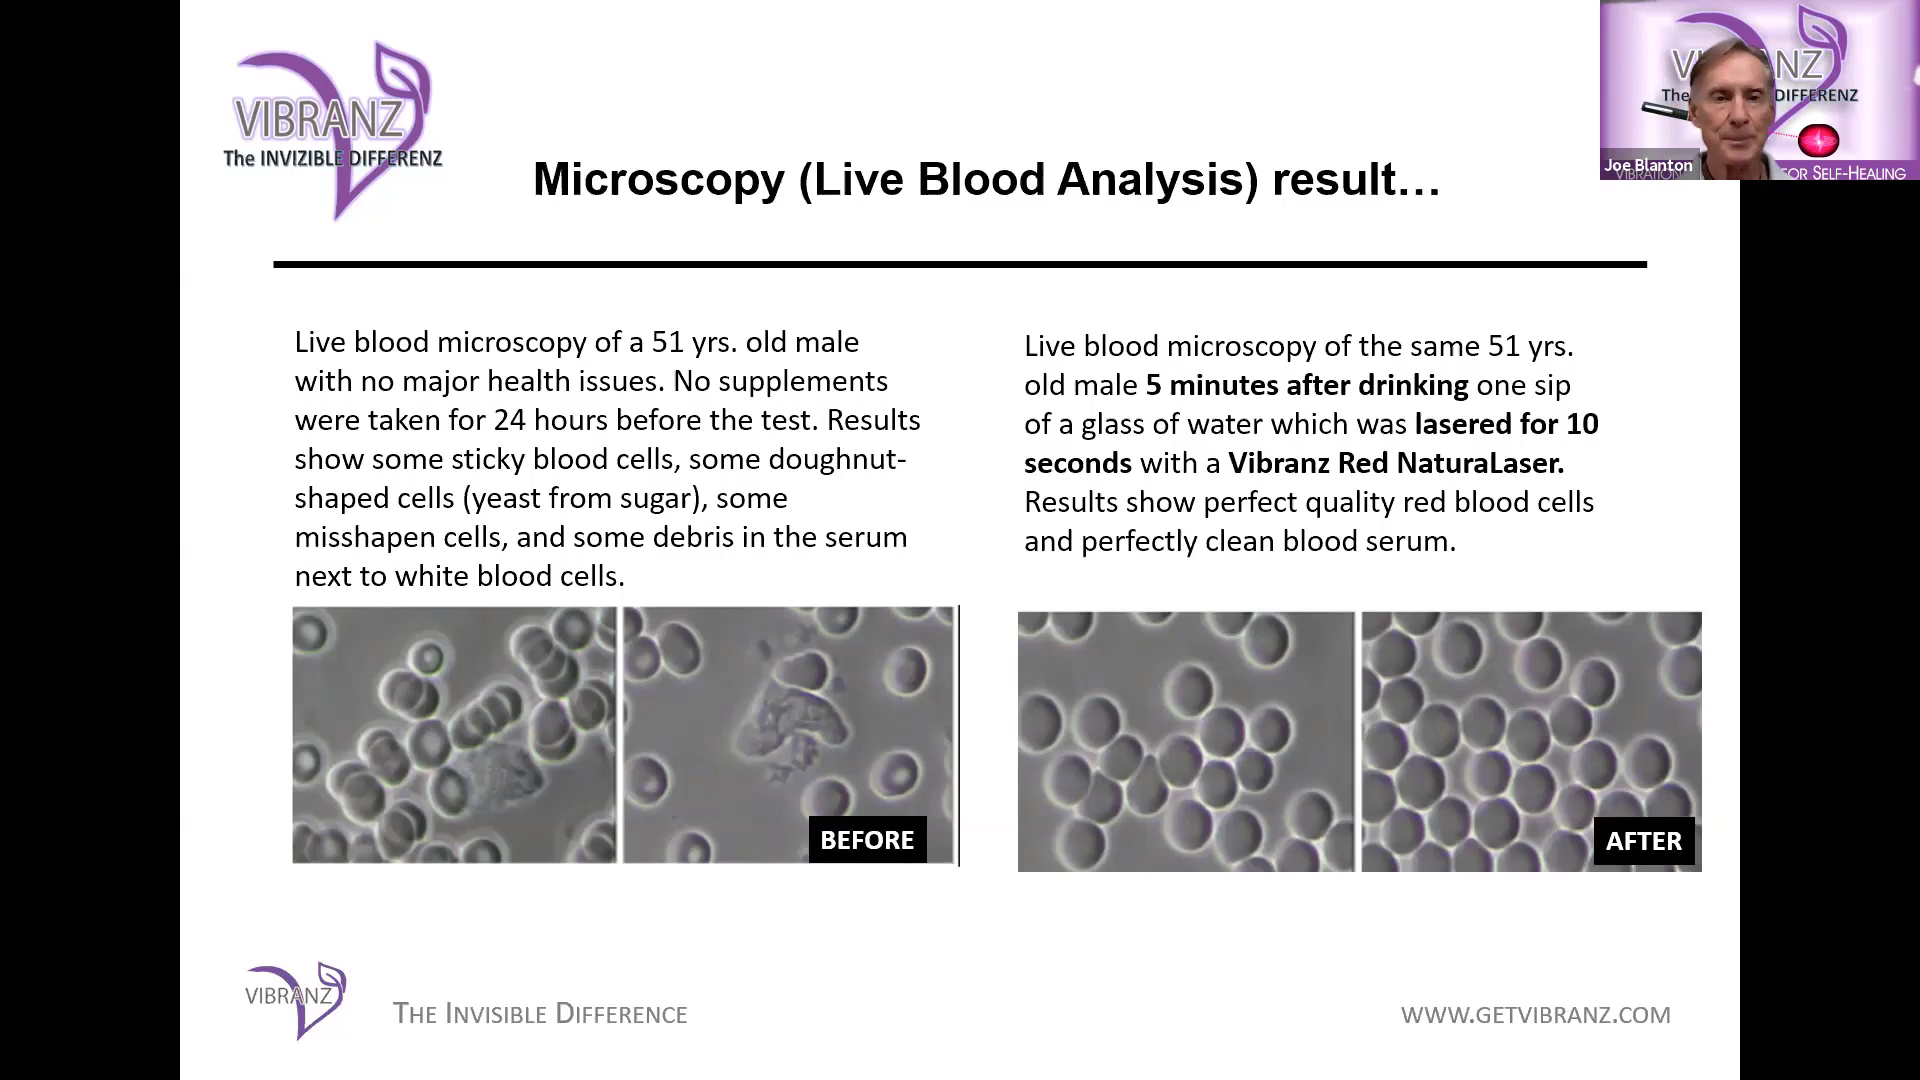 VIBRANZ
The INVIZIBLE DIFFERENZ
Microscopy (Live Blood Analysis) result…
Live blood microscopy of a 51 yrs. old male
with no major health issues. No supplements
were taken for 24 hours before the test. Results
show some sticky blood cells, some doughnut-
shaped cells (yeast from sugar), some
misshapen cells, and some debris in the serum
next to white blood cells.
BEFORE
Live blood microscopy of the same 51 yrs.
old male 5 minutes after drinking one sip
of a glass of water which was lasered for 10
seconds with a Vibranz Red NaturaLaser.
Results show perfect quality red blood cells
and perfectly clean blood serum.
AFTER
VIBRANZ
THE INVISIBLE DIFFERENCE
WWW.GETVIBRANZ.COM
V NZ
The DIFFERENZ
Joe Blanton
VIBRATION FOR SELF-HEALING